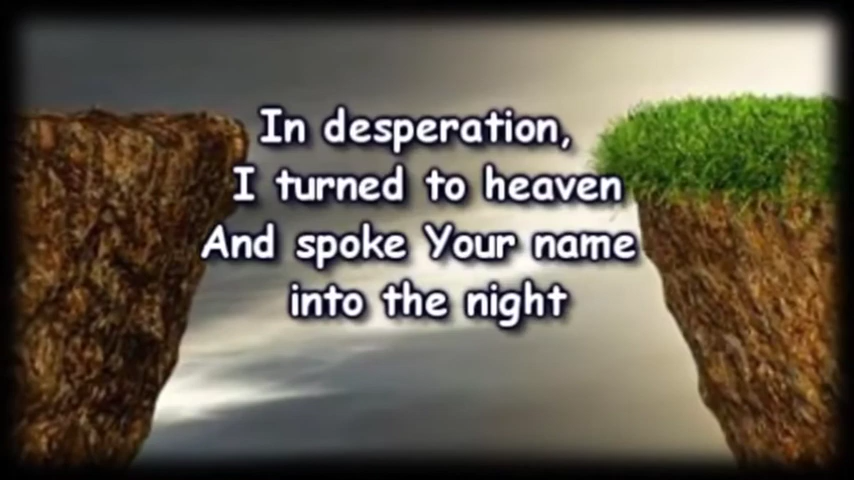 In desperation,
I turned to heaven
And spoke Your name
into the night